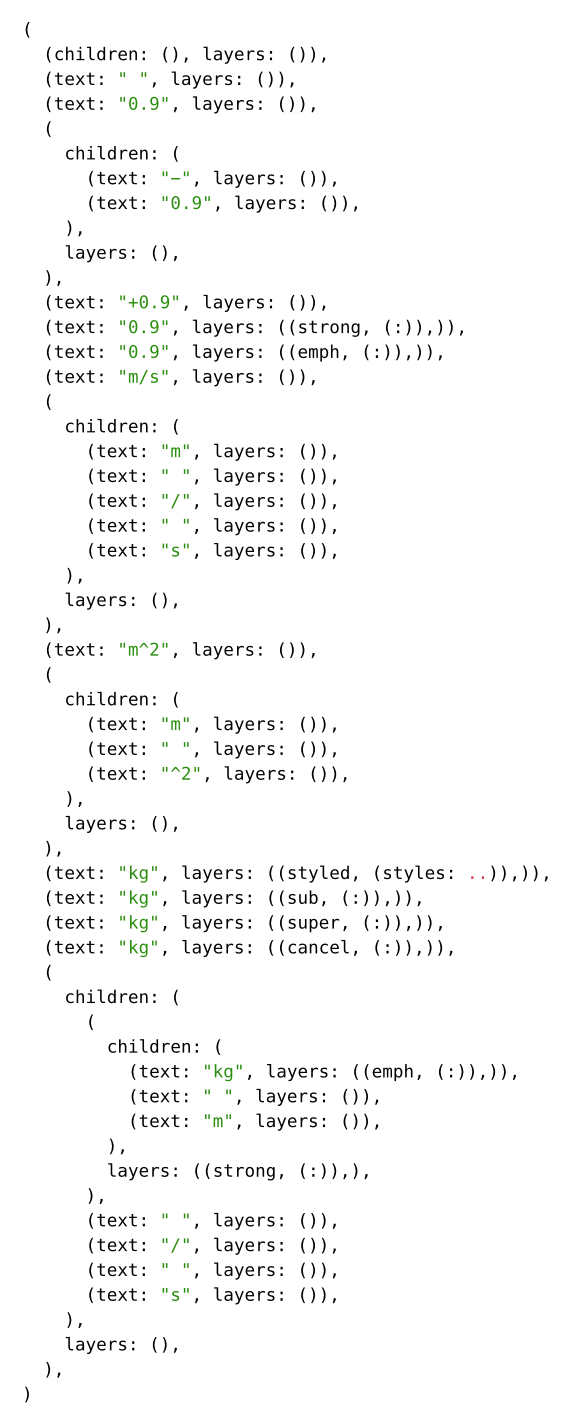 (
  (children: (), layers: ()),
  (text: " ", layers: ()),
  (text: "0.9", layers: ()),
  (
    children: (
      (text: "−", layers: ()),
      (text: "0.9", layers: ()),
    ),
    layers: (),
  ),
  (text: "+0.9", layers: ()),
  (text: "0.9", layers: ((strong, (:)),)),
  (text: "0.9", layers: ((emph, (:)),)),
  (text: "m/s", layers: ()),
  (
    children: (
      (text: "m", layers: ()),
      (text: " ", layers: ()),
      (text: "/", layers: ()),
      (text: " ", layers: ()),
      (text: "s", layers: ()),
    ),
    layers: (),
  ),
  (text: "m^2", layers: ()),
  (
    children: (
      (text: "m", layers: ()),
      (text: " ", layers: ()),
      (text: "^2", layers: ()),
    ),
    layers: (),
  ),
  (text: "kg", layers: ((styled, (styles: ..)),)),
  (text: "kg", layers: ((sub, (:)),)),
  (text: "kg", layers: ((super, (:)),)),
  (text: "kg", layers: ((cancel, (:)),)),
  (
    children: (
      (
        children: (
          (text: "kg", layers: ((emph, (:)),)),
          (text: " ", layers: ()),
          (text: "m", layers: ()),
        ),
        layers: ((strong, (:)),),
      ),
      (text: " ", layers: ()),
      (text: "/", layers: ()),
      (text: " ", layers: ()),
      (text: "s", layers: ()),
    ),
    layers: (),
  ),
)